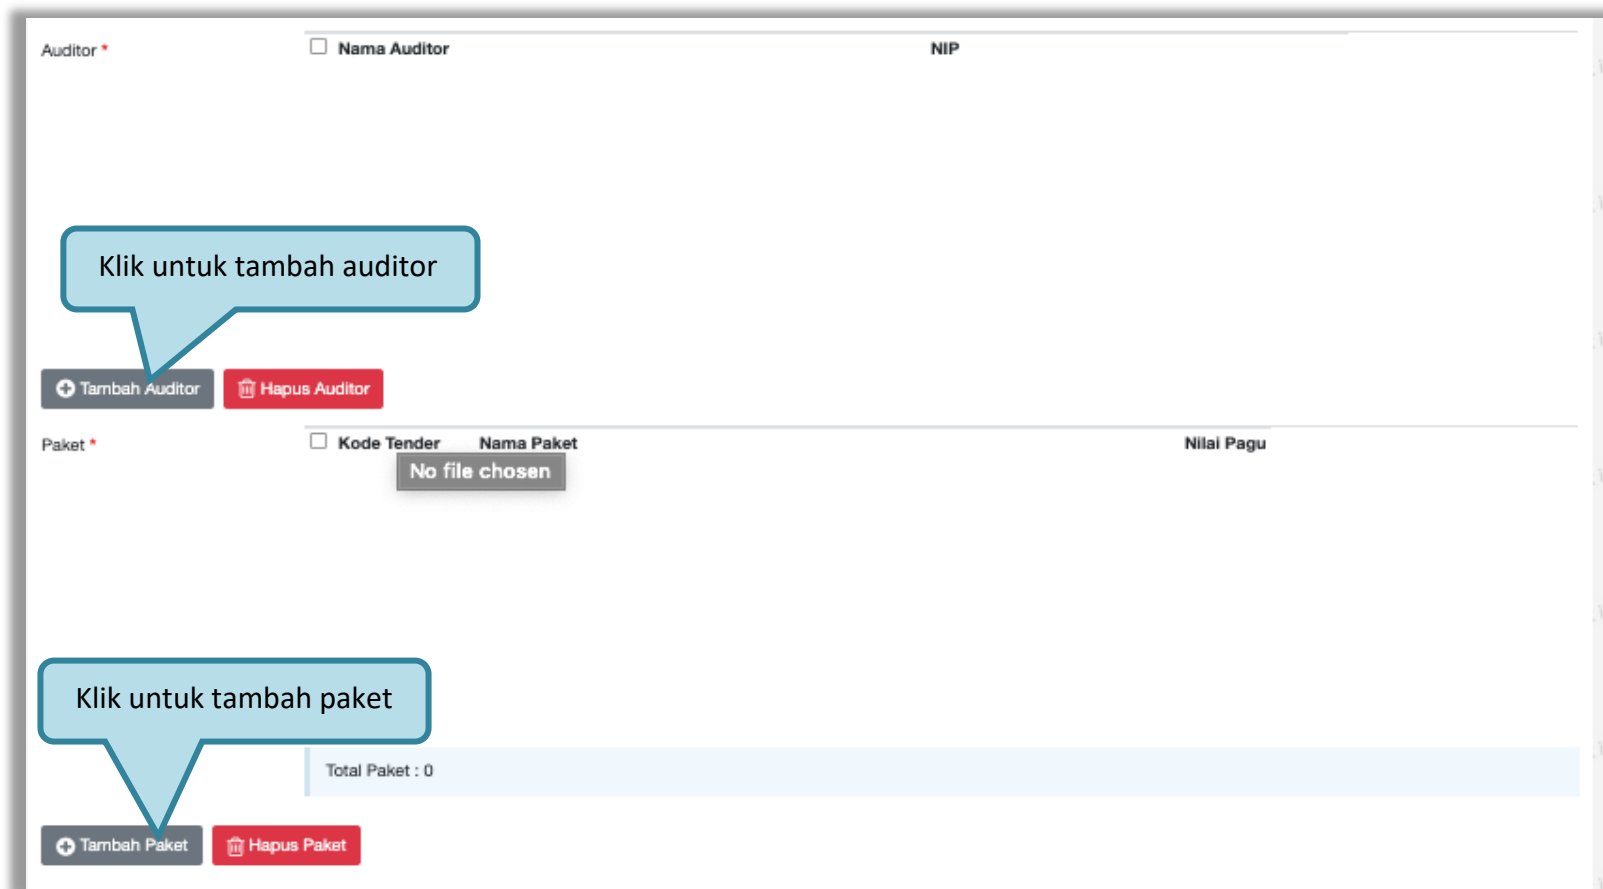 Auditor * Nama Auditor NIP
Klik untuk tambah auditor
Tambah Auditor Hapus Auditor
Paket * Kode Tender Nama Paket Nilai Pagu
No file chosen
Klik untuk tambah paket
Total Paket : 0
Tambah Paket Hapus Paket